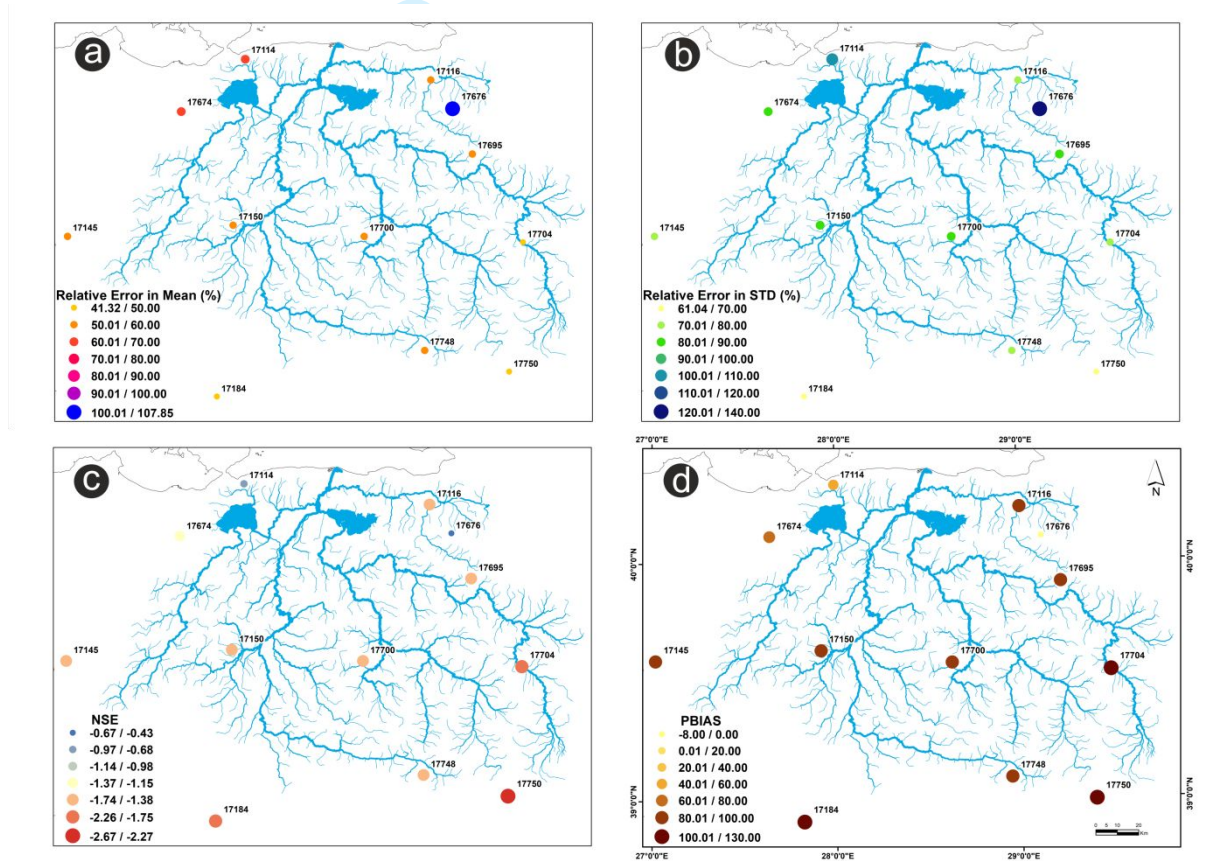 a
17114
17116
17676
17674
17695
17150
17145
17700
17704
Relative Error in Mean (%)
41.32 / 50.00
50.01 / 60.00
60.01 / 70.00
70.01 / 80.00
80.01 / 90.00
90.01 / 100.00
100.01 / 107.85
17748
17750
17184
b
17114
17116
17676
17674
17695
17150
17145
17700
17704
Relative Error in STD (%)
61.04 / 70.00
70.01 / 80.00
80.01 / 90.00
90.01 / 100.00
100.01 / 110.00
110.01 / 120.00
120.01 / 140.00
17748
17750
17184
c
17114
17116
17676
17674
17695
17150
17145
17700
17704
NSE
-0.67 / -0.43
-0.97 / -0.68
-1.14 / -0.98
-1.37 / -1.15
-1.74 / -1.38
-2.26 / -1.75
-2.67 / -2.27
17748
17750
17184
27°0'0"E 28°0'0"E 29°0'0"E
d
N
17114
17116
17676
17674
40°0'0"N
40°0'0"N
17695
17150
17145
17700
17704
PBIAS
-8.00 / 0.00
0.01 / 20.00
20.01 / 40.00
40.01 / 60.00
60.01 / 80.00
80.01 / 100.00
100.01 / 130.00
17748
17750
17184
39°0'0"N
39°0'0"N
0 5 10 20
Km
27°0'0"E 28°0'0"E 29°0'0"E